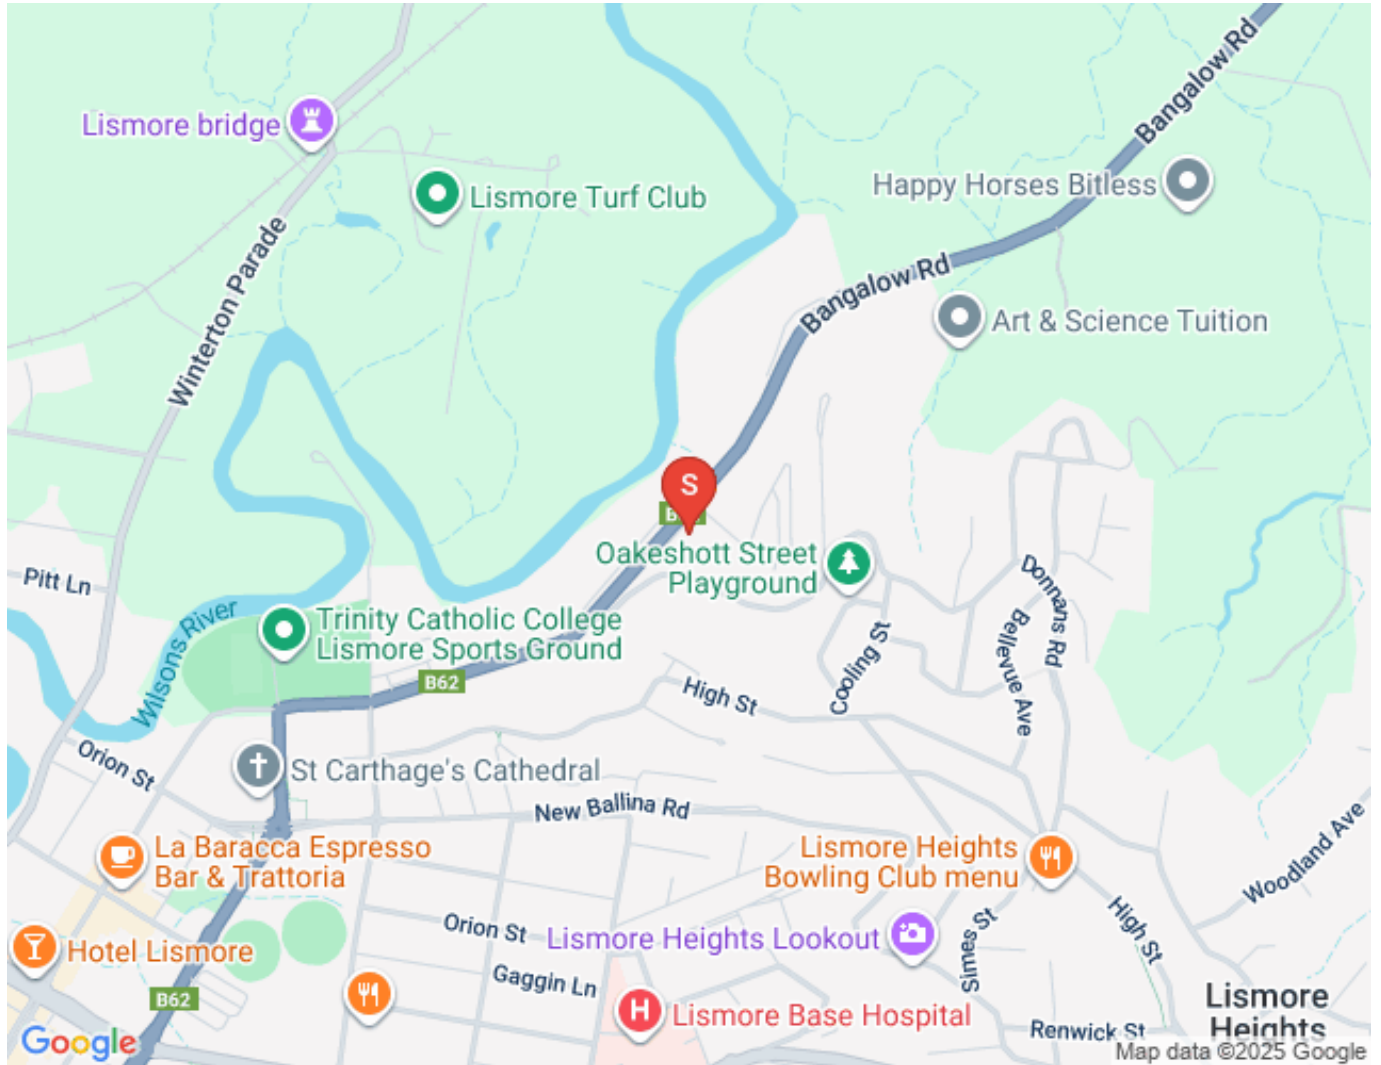 Bangalow Rd
Lismore bridge
Lismore Turf Club
Happy Horses Bitless
Winterton Parade
Bangalow Rd
Art & Science Tuition
S
Oakeshott Street
Playground
Pitt Ln
Wilsons River
Trinity Catholic College
Lismore Sports Ground
Donnans Rd
Bellevue Ave
Cooling St
B62
High St
Orion St
St Carthage's Cathedral
New Ballina Rd
La Baracca Espresso
Bar & Trattoria
Lismore Heights
Bowling Club menu
Woodland Ave
Orion St
Lismore Heights Lookout
Simes St
High St
Hotel Lismore
Gaggin Ln
B62
H
Lismore Base Hospital
Lismore
Heights
Renwick St
Google
Map data ©2025 Google